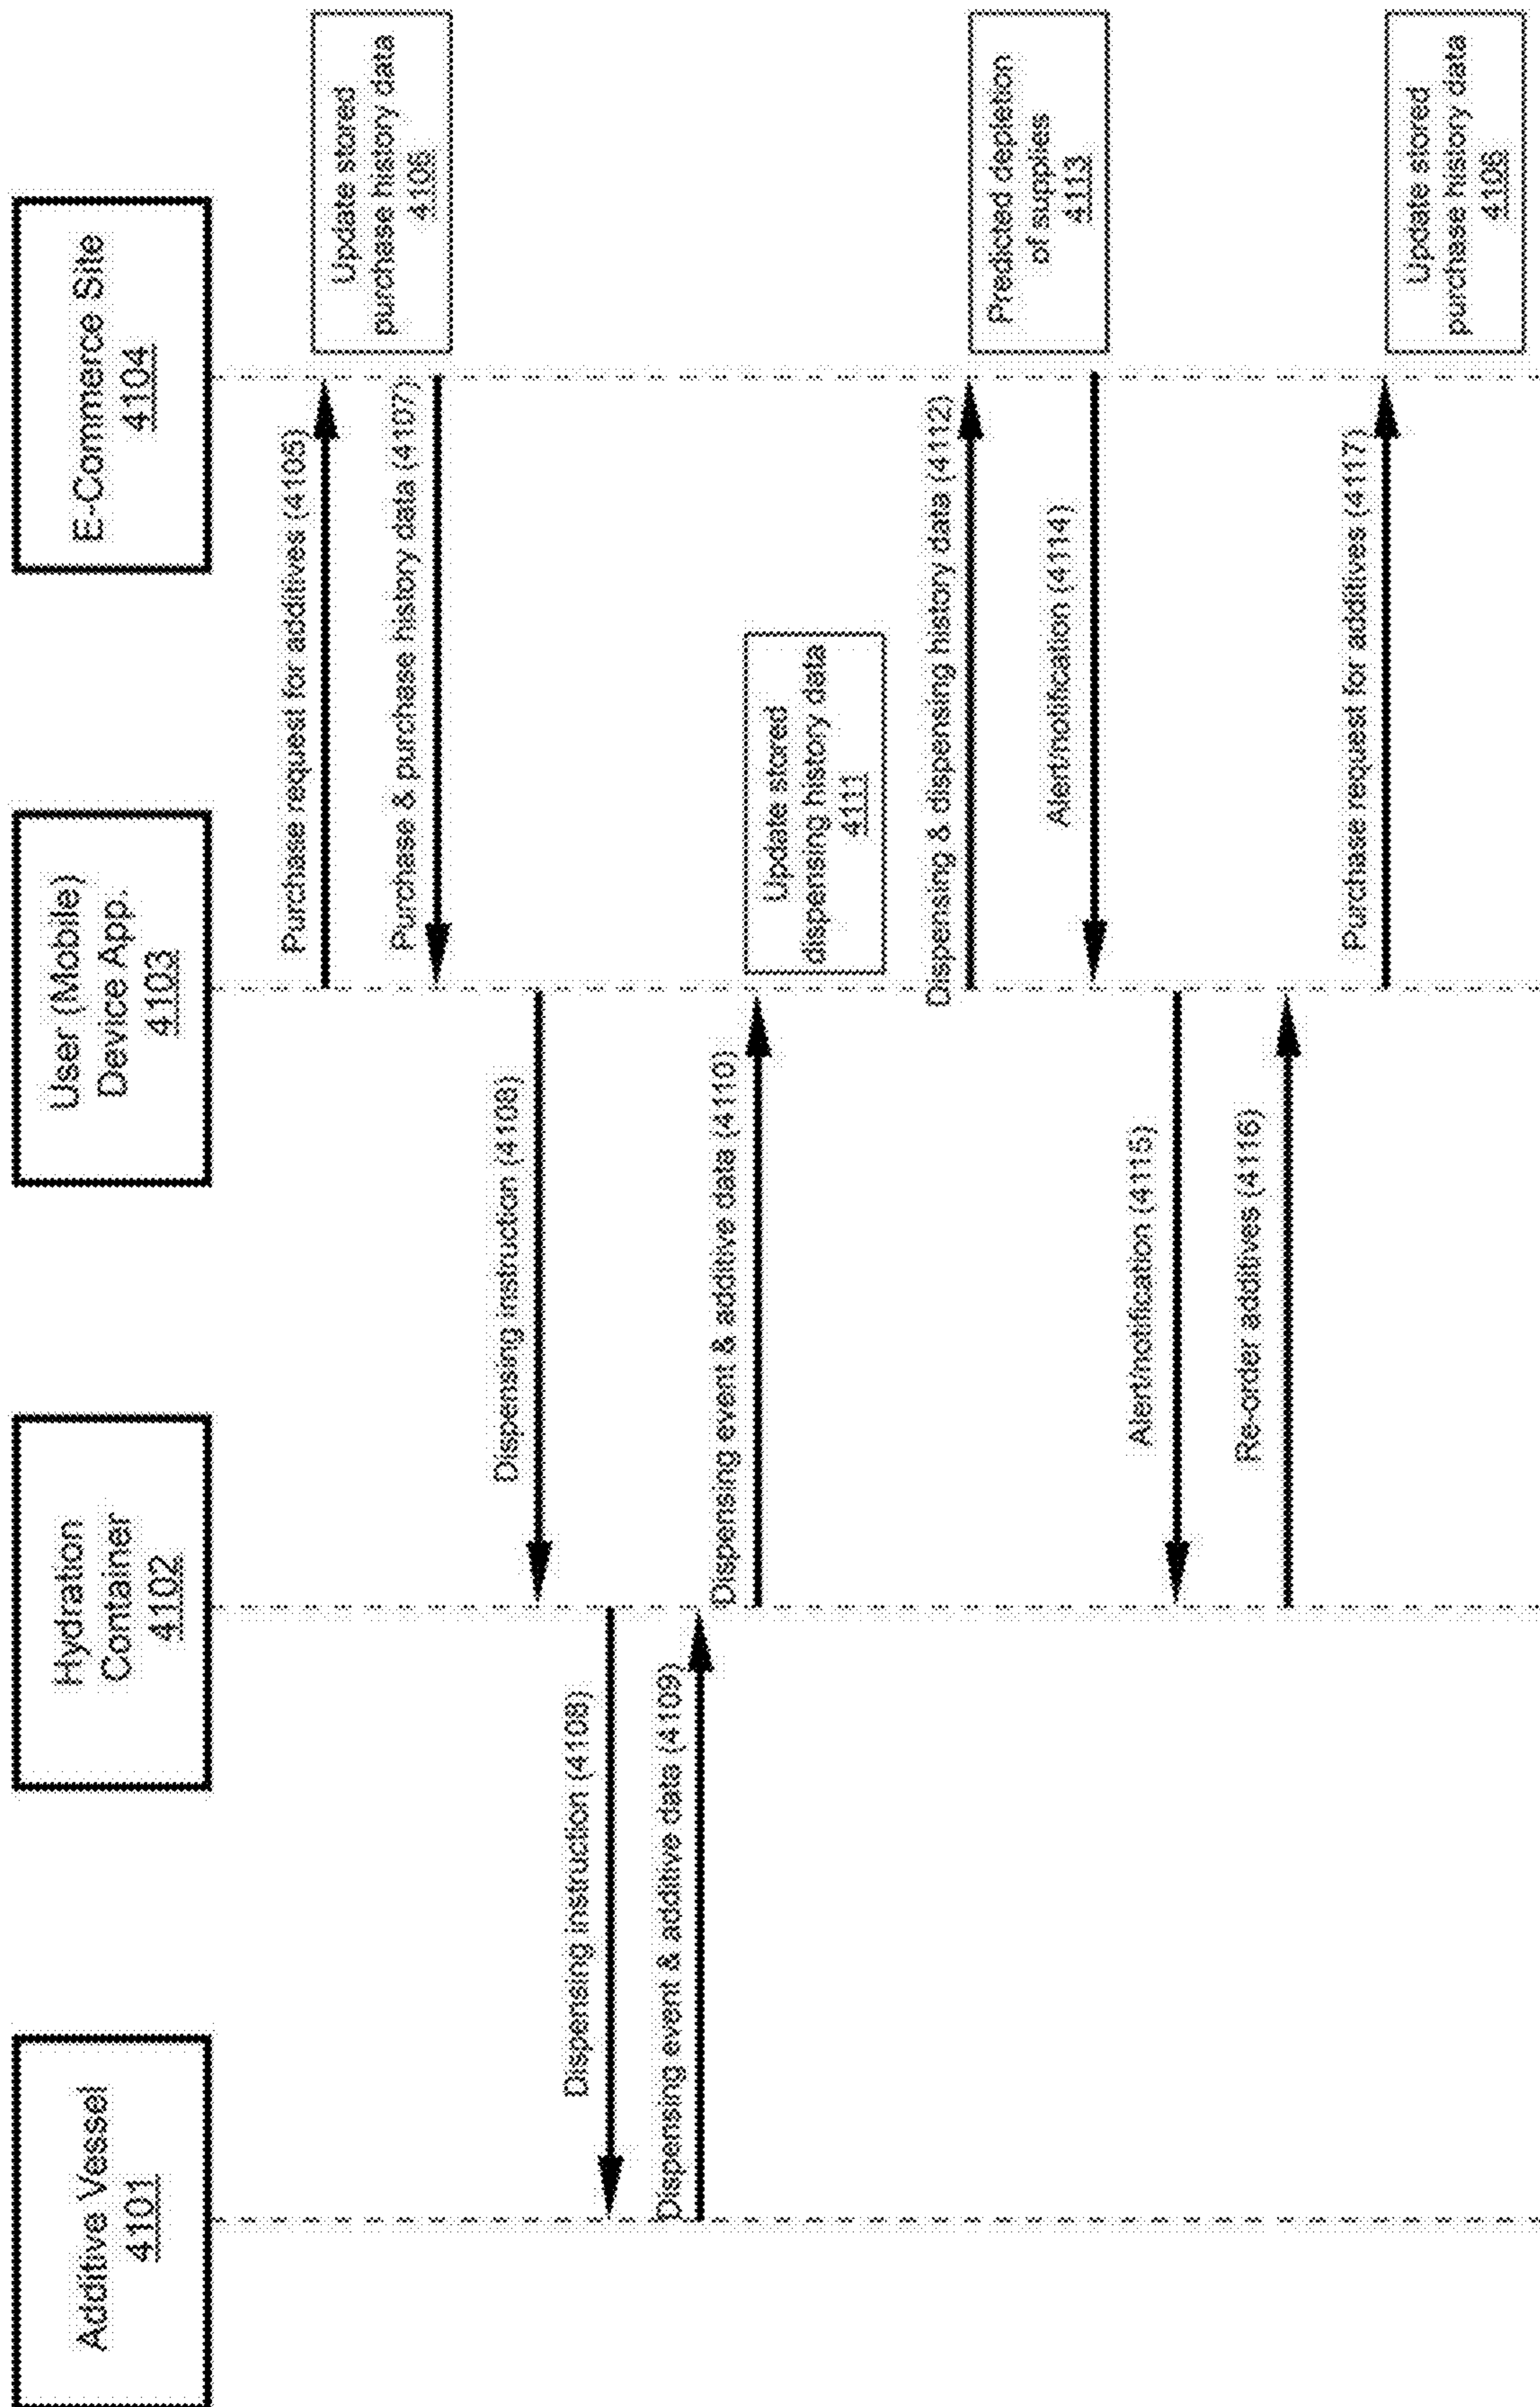 Additive Vessel
4101
Hydration
Container
4102
User (Mobile)
Device App.
4103
E-Commerce Site
4104
Purchase request for additives (4105)
Update stored
purchase history data
4106
Purchase & purchase history data (4107)
Dispensing instruction (4108)
Dispensing instruction (4108)
Dispensing event & additive data (4109)
Dispensing event & additive data (4110)
Update stored
dispensing history data
4111
Dispensing & dispensing history data (4112)
Predicted depletion
of supplies
4113
Alert/notification (4114)
Alert/notification (4115)
Re-order additives (4116)
Purchase request for additives (4117)
Update stored
purchase history data
4106